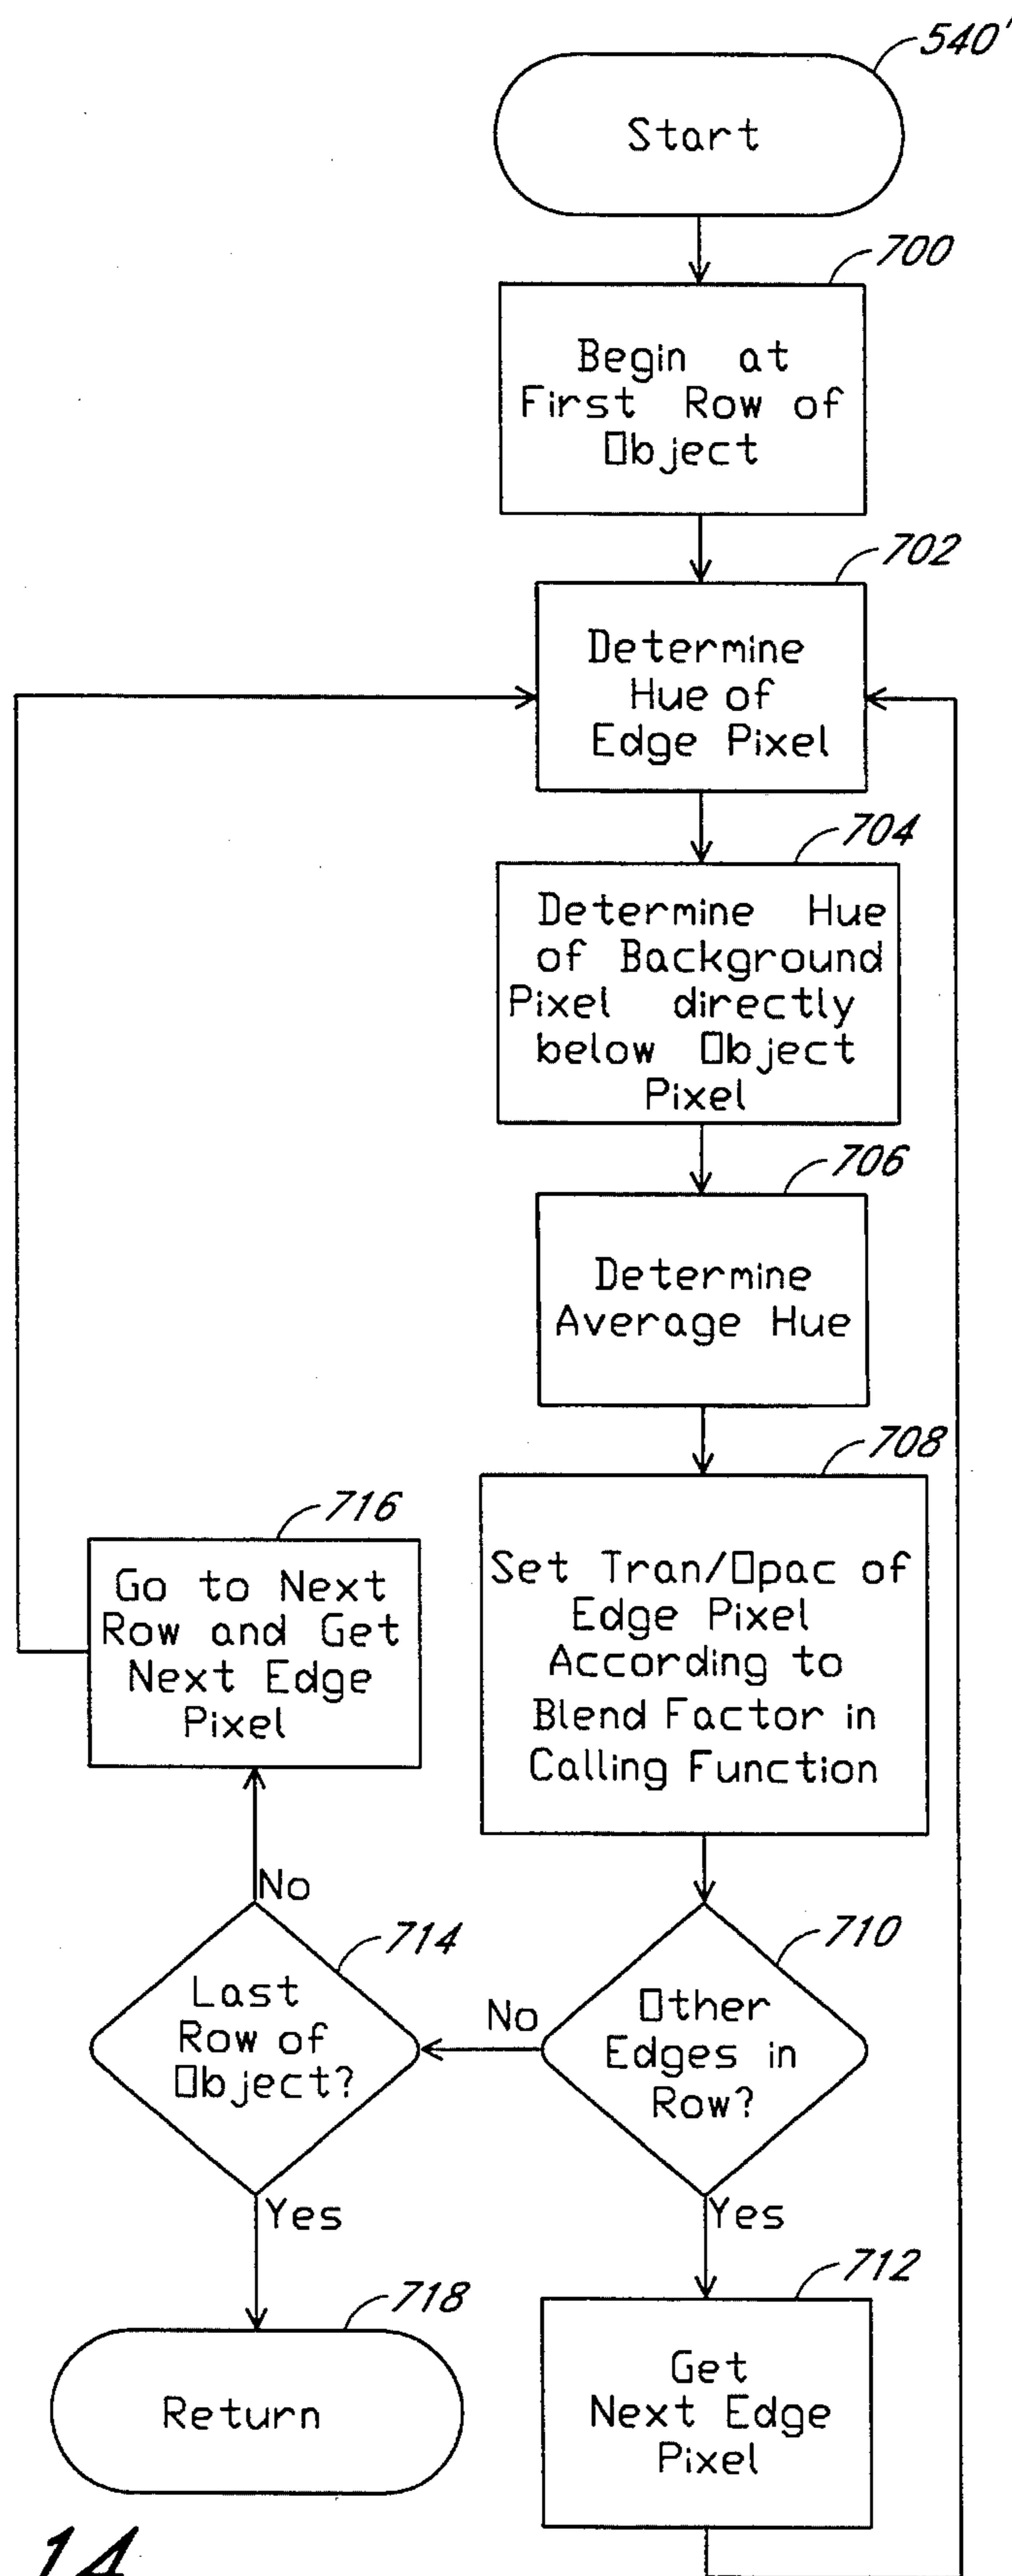 540'
Start
700
Begin at
First Row of
Object
702
Determine
Hue of
Edge Pixel
704
Determine Hue
of Background
Pixel directly
below Object
Pixel
706
Determine
Average Hue
708
Set Tran/Opac of
Edge Pixel
According to
Blend Factor in
Calling Function
716
Go to Next
Row and Get
Next Edge
Pixel
No
714
Last
Row of
Object?
No
710
Other
Edges in
Row?
Yes
Yes
718
Return
712
Get
Next Edge
Pixel
14